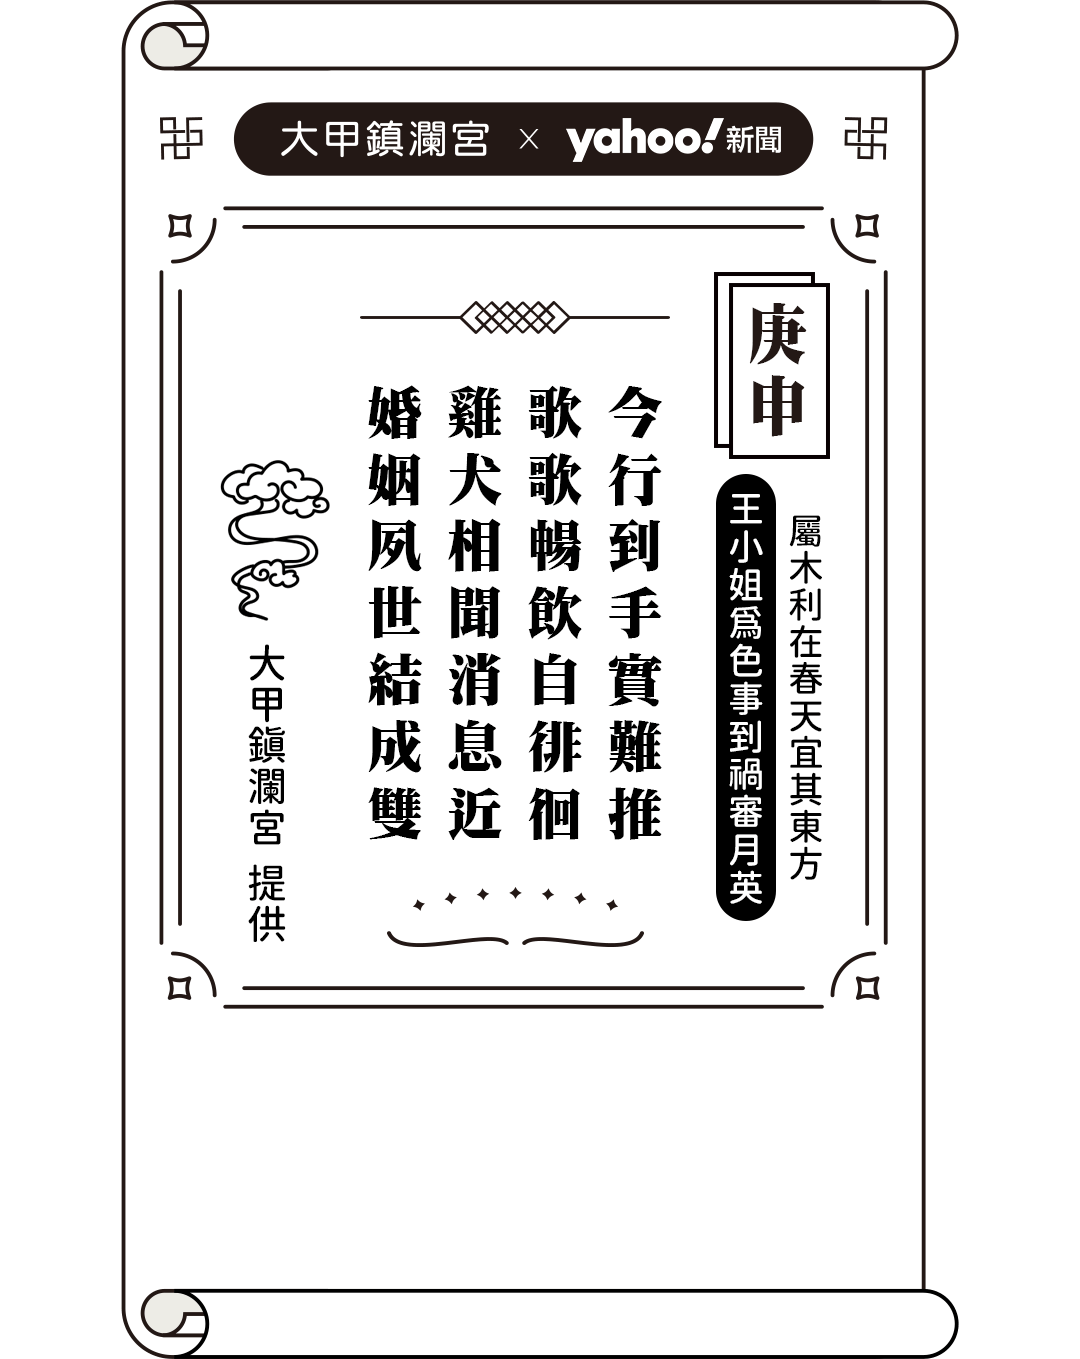 大甲鎮瀾宮 × yahoo!新聞
庚申
屬木利在春天宜其東方
王小姐為色事到禍審月英
今行到手實難推
歌歌暢飲自徘徊
雞犬相聞消息近
婚姻夙世結成雙
大甲鎮瀾宮 提供